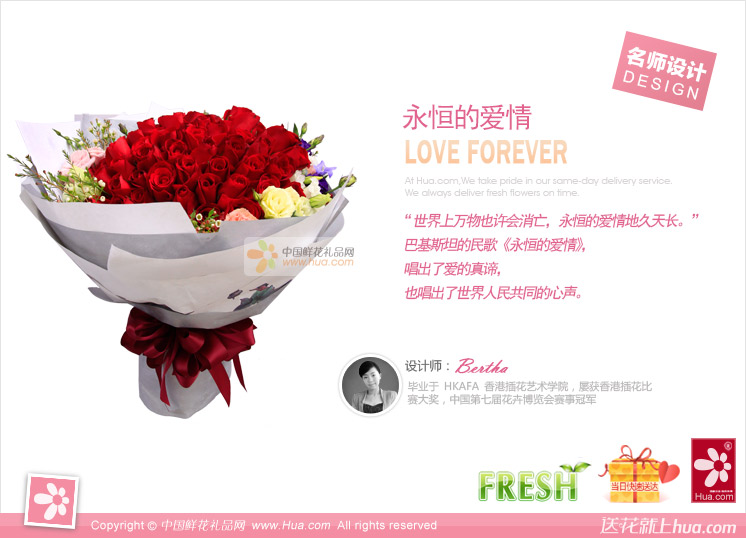 名师设计
DESIGN
永恒的爱情
LOVE FOREVER
At Hua.com,We take pride in our same-day delivery service.
We always deliver fresh flowers on time.
“世界上万物也许会消亡，永恒的爱情地久天长。”
巴基斯坦的民歌《永恒的爱情》，
唱出了爱的真谛，
也唱出了世界人民共同的心声。
中国鲜花礼品网
www.hua.com
设计师： Bertha
毕业于 HKAFA 香港插花艺术学院，屡获香港插花比
赛大奖，中国第七届花卉博览会赛事冠军
FRESH
当日快速送达
Hua.com
Copyright © 中国鲜花礼品网 www.Hua.com All rights reserved
送花就上hua.com